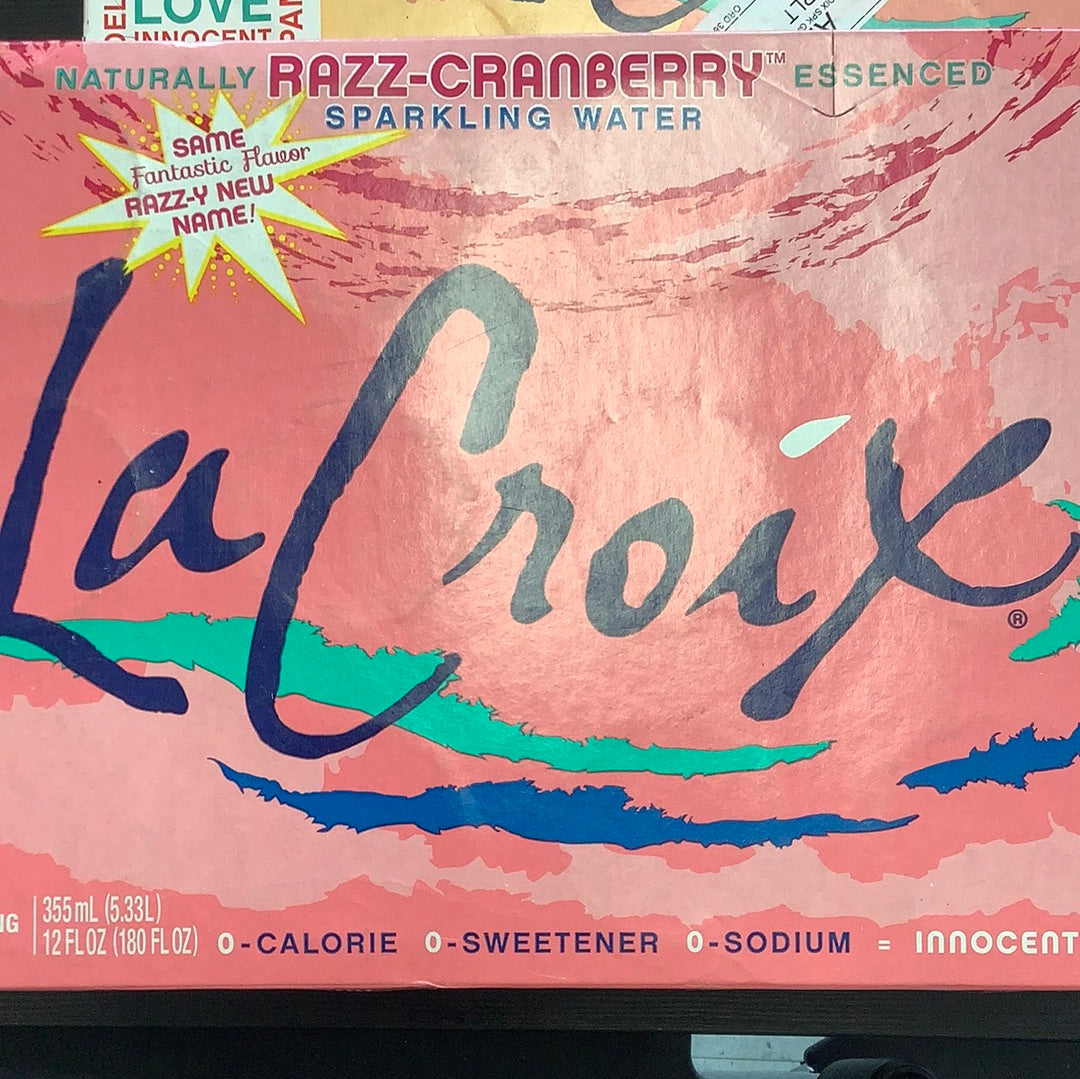 LOVE
INNOCENT
NATURALLY RAZZ-CRANBERRY™ ESSENCED
SPARKLING WATER
SAME
Fantastic Flavor
RAZZ-Y NEW
NAME!
LaCroix®
355 mL (5.33L)
12 FL OZ (180 FL OZ)
0-CALORIE 0-SWEETENER 0-SODIUM = INNOCENT